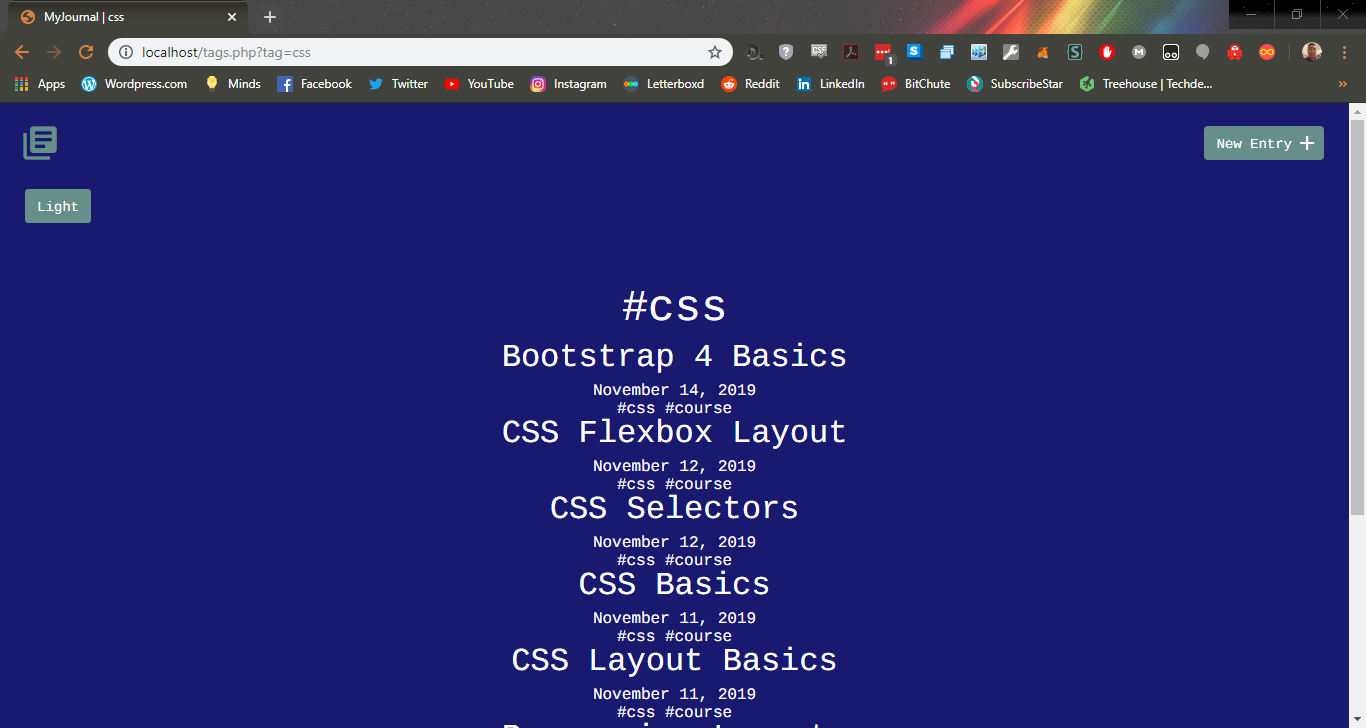 MyJournal | css
localhost/tags.php?tag=css
1
Apps Wordpress.com Minds Facebook Twitter YouTube Instagram Letterboxd Reddit LinkedIn BitChute SubscribeStar Treehouse | Techde...
New Entry +
Light
#css
Bootstrap 4 Basics
November 14, 2019
#css #course
CSS Flexbox Layout
November 12, 2019
#css #course
CSS Selectors
November 12, 2019
#css #course
CSS Basics
November 11, 2019
#css #course
CSS Layout Basics
November 11, 2019
#css #course